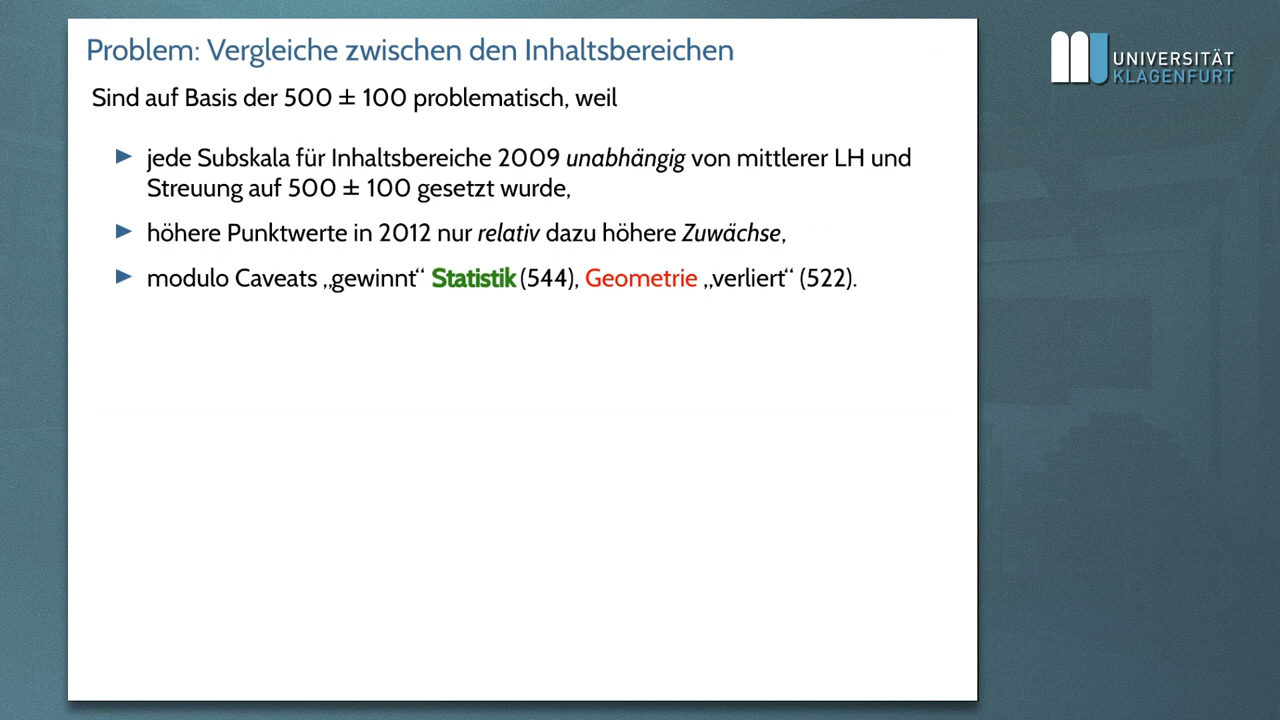 Problem: Vergleiche zwischen den Inhaltsbereichen
UNIVERSITÄT
KLAGENFURT
Sind auf Basis der 500 ± 100 problematisch, weil
jede Subskala für Inhaltsbereiche 2009 unabhängig von mittlerer LH und
Streuung auf 500 ± 100 gesetzt wurde,
höhere Punktwerte in 2012 nur relativ dazu höhere Zuwächse,
modulo Caveats „gewinnt“ Statistik (544), Geometrie „verliert“ (522).